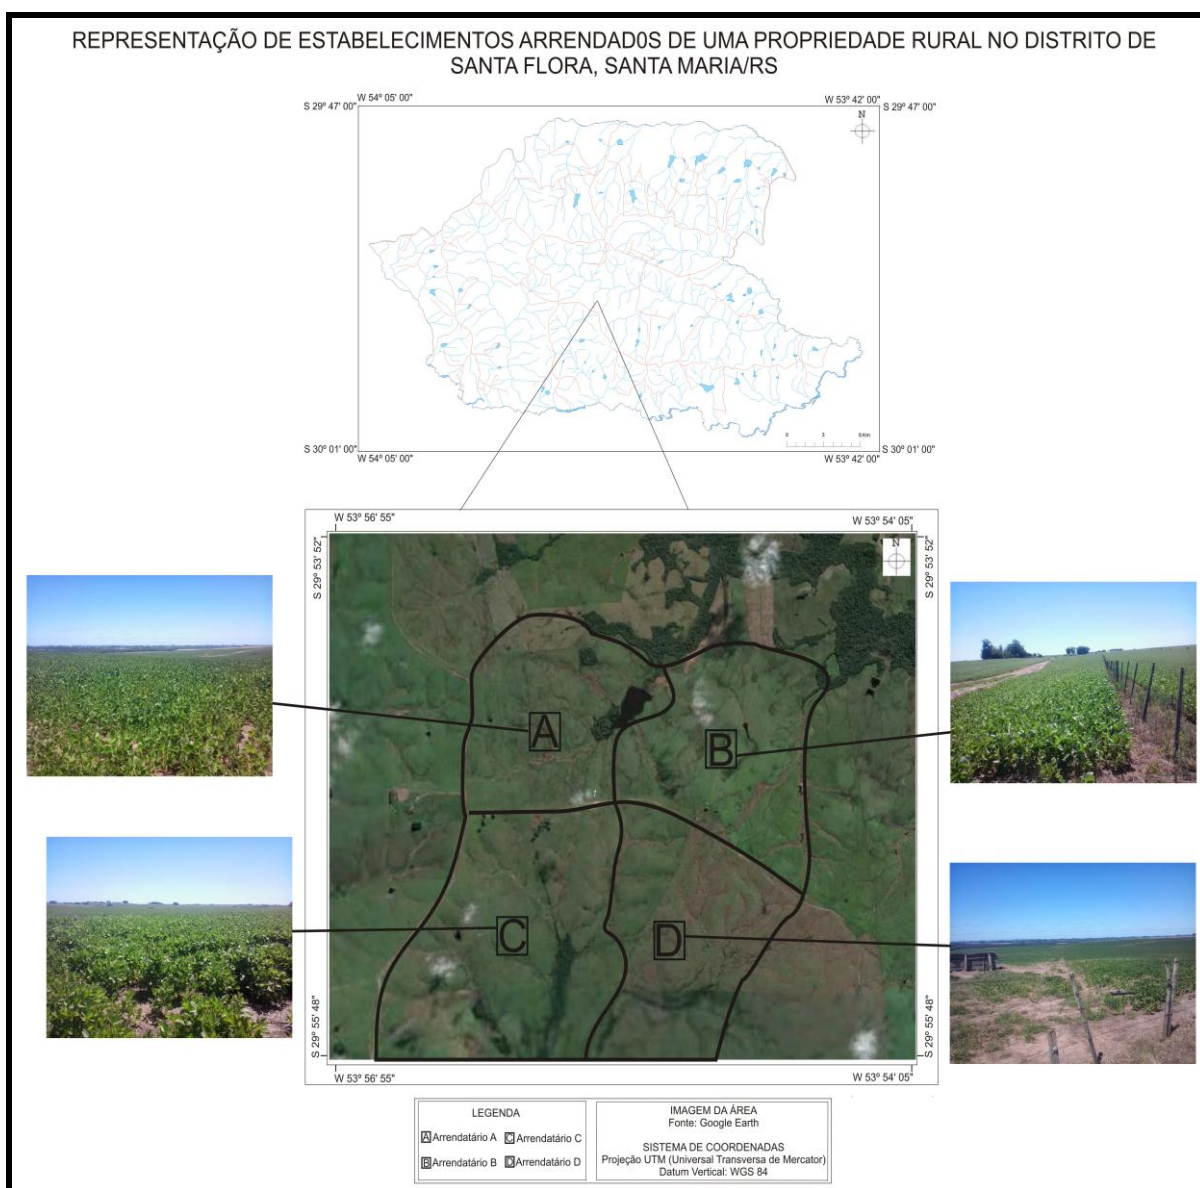 REPRESENTAÇÃO DE ESTABELECIMENTOS ARRENDAD0S DE UMA PROPRIEDADE RURAL NO DISTRITO DE
SANTA FLORA, SANTA MARIA/RS
W 54º 05' 00"
W 53º 42' 00"
S 29º 47' 00"
S 29º 47' 00"
N
0 3 6 Km
S 30º 01' 00"
S 30º 01' 00"
W 54º 05' 00"
W 53º 42' 00"
W 53º 56' 55"
W 53º 54' 05"
S 29º 53' 52"
S 29º 53' 52"
N
A
B
C
D
S 29º 55' 48"
S 29º 55' 48"
W 53º 56' 55"
W 53º 54' 05"
LEGENDA
A Arrendatário A C Arrendatário C
B Arrendatário B D Arrendatário D
IMAGEM DA ÁREA
Fonte: Google Earth
SISTEMA DE COORDENADAS
Projeção UTM (Universal Transversa de Mercator)
Datum Vertical: WGS 84